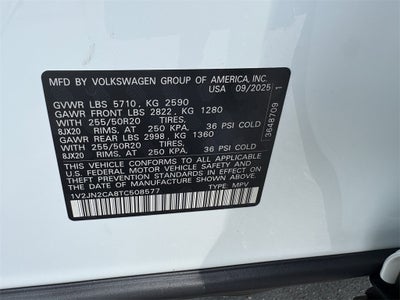 MFD. BY VOLKSWAGEN GROUP OF AMERICA, INC.
USA 09/2025
GVWR LBS 5710, KG 2590
GAWR FRONT LBS 2822, KG 1280
WITH 255/50R20 TIRES.
8JX20 RIMS. AT 250 KPA. 36 PSI COLD
GAWR REAR LBS 2998, KG 1360
WITH 255/50R20 TIRES.
8JX20 RIMS. AT 250 KPA. 36 PSI COLD
THIS VEHICLE CONFORMS TO ALL APPLICABLE
FEDERAL MOTOR VEHICLE SAFETY STANDARDS
IN EFFECT ON THE DATE OF
MANUFACTURE SHOWN ABOVE.
1V2JN2CA8TC508577 TYPE: MPV
3648709 1